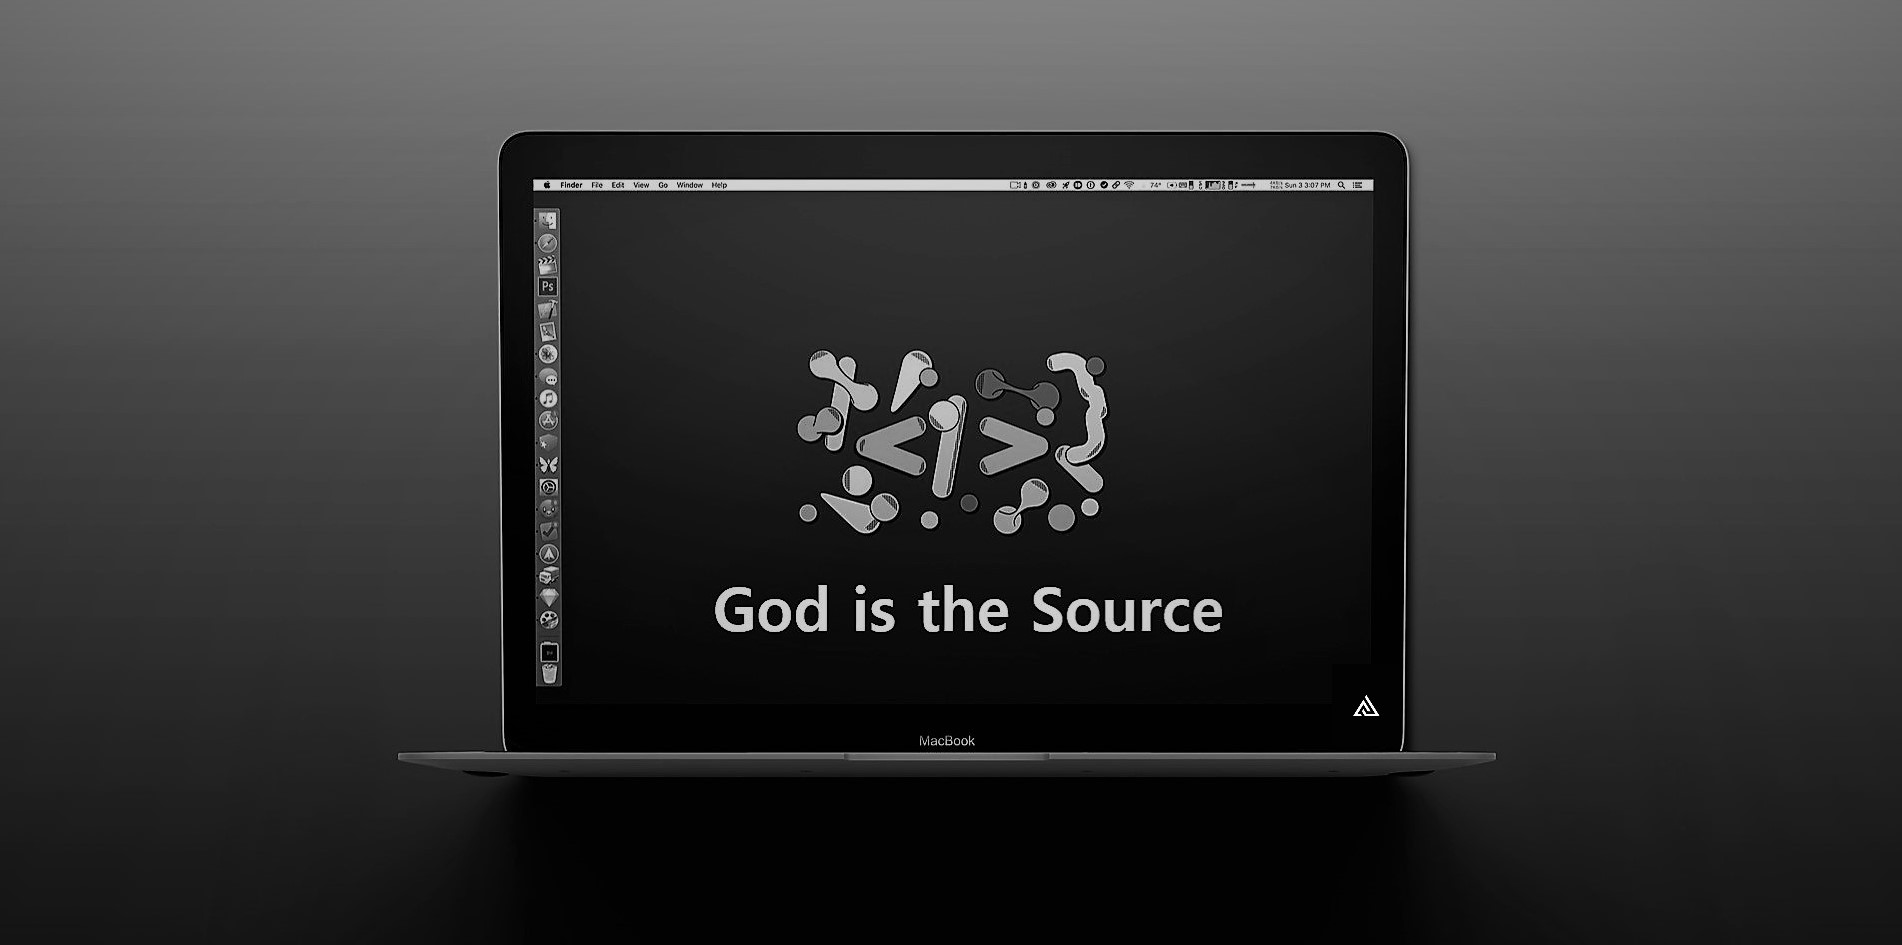 Finder File Edit View Go Window Help 74° Sun 3 3:07 PM
Ps
God is the Source
MacBook